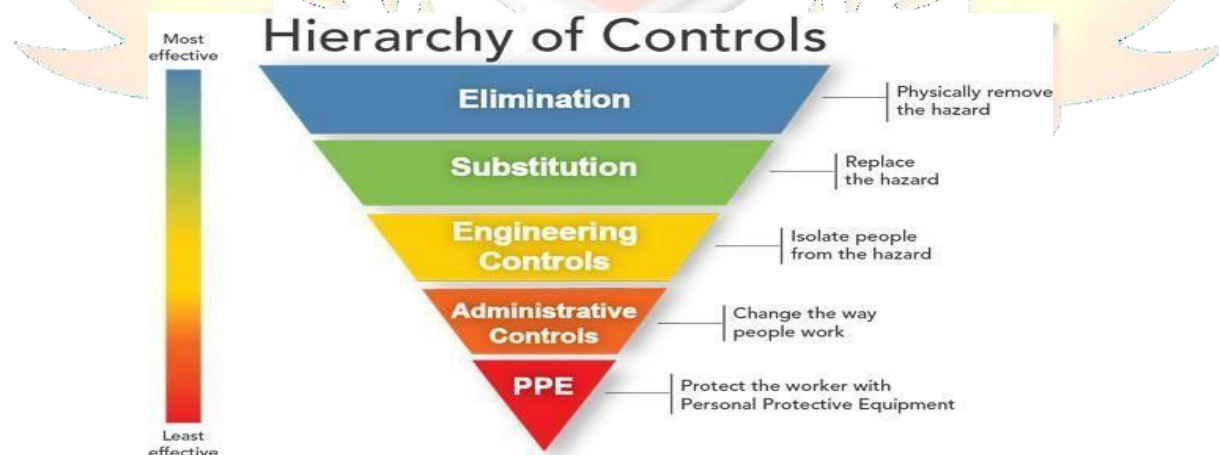 Hierarchy of Controls
Most
effective
Elimination
Physically remove
the hazard
Substitution
Replace
the hazard
Engineering
Controls
Isolate people
from the hazard
Administrative
Controls
Change the way
people work
PPE
Protect the worker with
Personal Protective Equipment
Least
effective